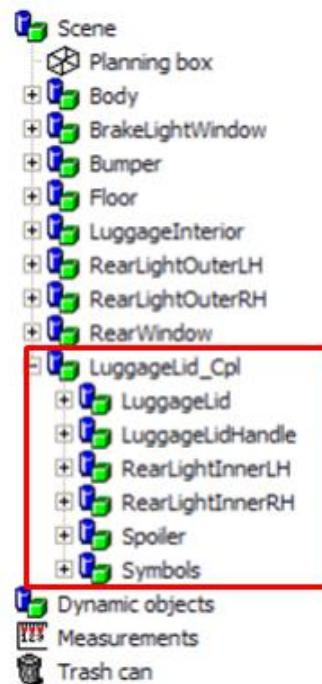 Scene
Planning box
Body
BrakeLightWindow
Bumper
Floor
LuggageInterior
RearLightOuterLH
RearLightOuterRH
RearWindow
LuggageLid_Cpl
LuggageLid
LuggageLidHandle
RearLightInnerLH
RearLightInnerRH
Spoiler
Symbols
Dynamic objects
Measurements
Trash can